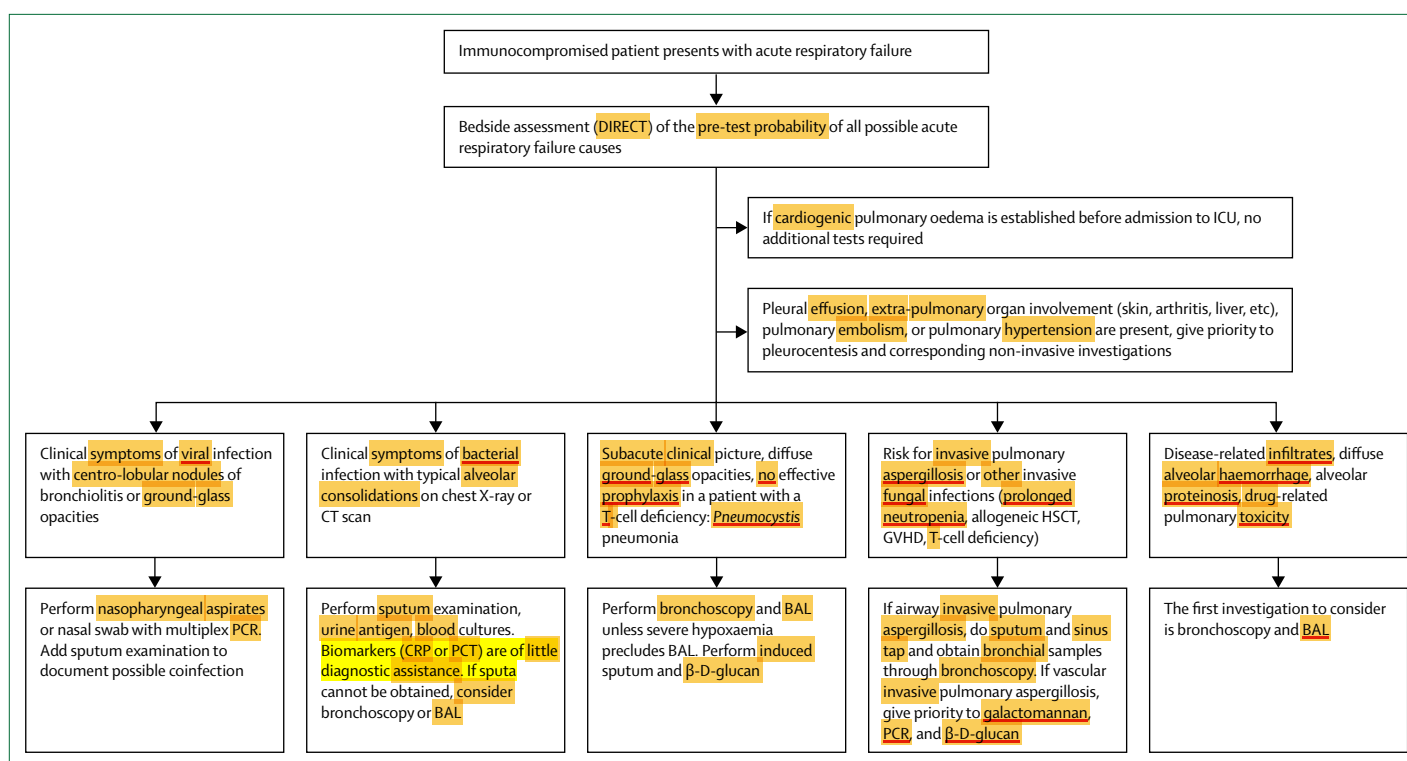 Immunocompromised patient presents with acute respiratory failure
Bedside assessment (DIRECT) of the pre-test probability of all possible acute
respiratory failure causes
If cardiogenic pulmonary oedema is established before admission to ICU, no
additional tests required
Pleural effusion, extra-pulmonary organ involvement (skin, arthritis, liver, etc),
pulmonary embolism, or pulmonary hypertension are present, give priority to
pleurocentesis and corresponding non-invasive investigations
Clinical symptoms of viral infection
with centro-lobular nodules of
bronchiolitis or ground-glass
opacities
Clinical symptoms of bacterial
infection with typical alveolar
consolidations on chest X-ray or
CT scan
Subacute clinical picture, diffuse
ground-glass opacities, no effective
prophylaxis in a patient with a
T-cell deficiency: Pneumocystis
pneumonia
Risk for invasive pulmonary
aspergillosis or other invasive
fungal infections (prolonged
neutropenia, allogeneic HSCT,
GVHD, T-cell deficiency)
Disease-related infiltrates, diffuse
alveolar haemorrhage, alveolar
proteinosis, drug-related
pulmonary toxicity
Perform nasopharyngeal aspirates
or nasal swab with multiplex PCR.
Add sputum examination to
document possible coinfection
Perform sputum examination,
urine antigen, blood cultures.
Biomarkers (CRP or PCT) are of little
diagnostic assistance. If sputa
cannot be obtained, consider
bronchoscopy or BAL
Perform bronchoscopy and BAL
unless severe hypoxaemia
precludes BAL. Perform induced
sputum and β-D-glucan
If airway invasive pulmonary
aspergillosis, do sputum and sinus
tap and obtain bronchial samples
through bronchoscopy. If vascular
invasive pulmonary aspergillosis,
give priority to galactomannan,
PCR, and β-D-glucan
The first investigation to consider
is bronchoscopy and BAL